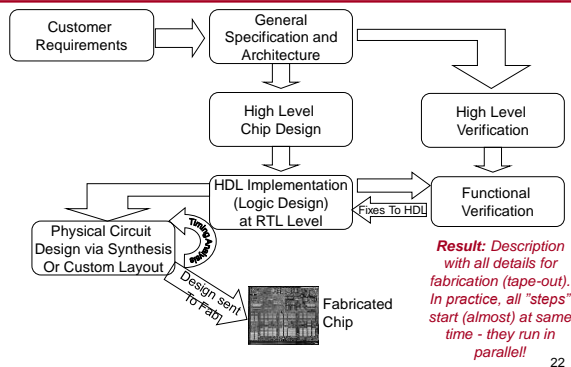 Customer
Requirements
General
Specification and
Architecture
High Level
Chip Design
High Level
Verification
HDL Implementation
(Logic Design)
at RTL Level
Fixes To HDL
Functional
Verification
Timing
Analysis
Physical Circuit
Design via Synthesis
Or Custom Layout
Design sent
To Fab
Fabricated
Chip
Result: Description
with all details for
fabrication (tape-out).
In practice, all ”steps”
start (almost) at same
time - they run in
parallel!
22